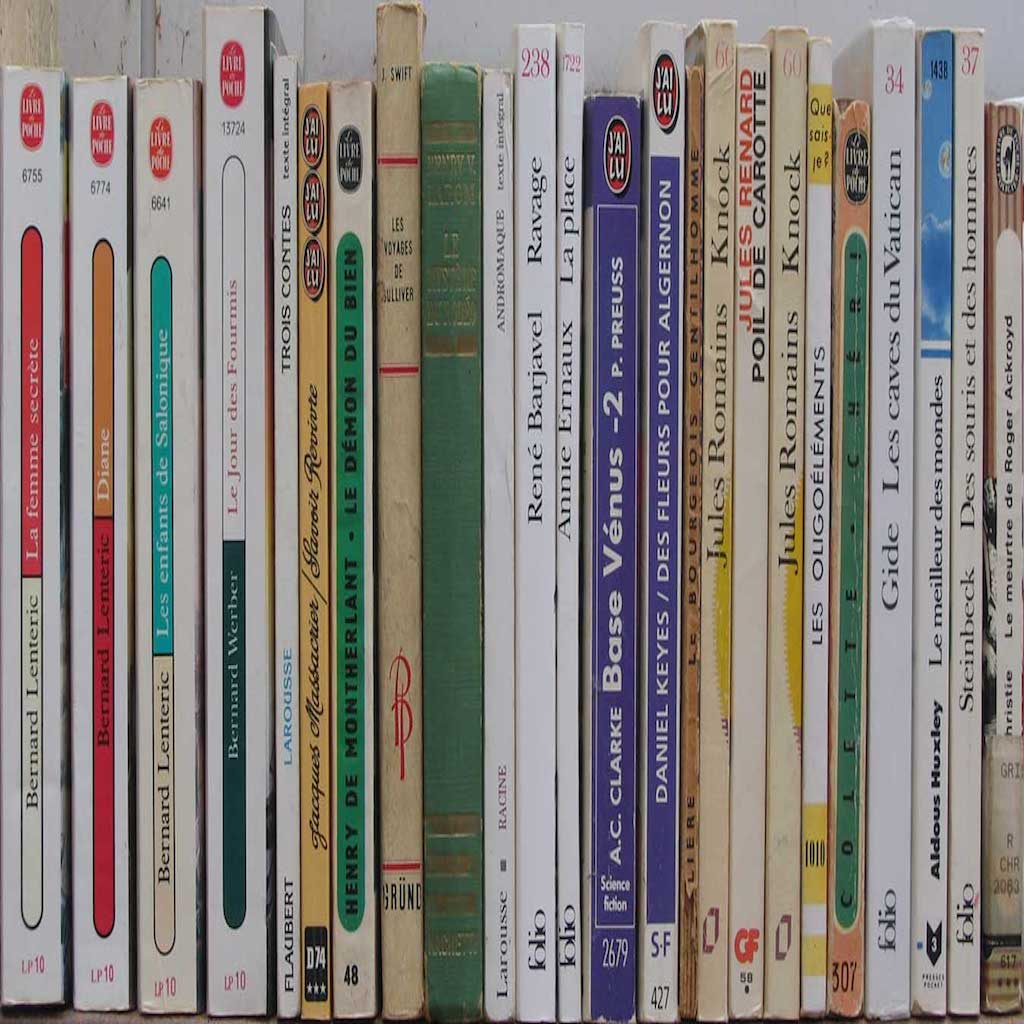 Le LIVRE de POCHE
6755
Bernard Lenteric La femme secrète
LP10
Le LIVRE de POCHE
6774
Bernard Lenteric Diane
LP10
Le LIVRE de POCHE
6641
Bernard Lenteric Les enfants de Salonique
LP10
Le LIVRE de POCHE
13724
Bernard Werber Le Jour des Fourmis
LP10
FLAUBERT LAROUSSE TROIS CONTES texte intégral
J'AI LU
J'AI LU
J'AI LU
Jacques Massacrier / Savoir Revivre
D74
***
LE LIVRE DE POCHE
HENRY DE MONTHERLANT • LE DÉMON DU BIEN
48
J. SWIFT
LES
VOYAGES
DE
GULLIVER
GRÜND
HENRY V.
Larousse RACINE ANDROMAQUE texte intégral
238
folio René Barjavel Ravage
1722
folio Annie Ernaux La place
J'AI LU
A.C. CLARKE Base Vénus -2 P. PREUSS
Science
fiction
2679
J'AI LU
DANIEL KEYES / DES FLEURS POUR ALGERNON
S-F
427
LE BOURGEOIS GENTILHOMME
60
Jules Romains Knock
JULES RENARD
POIL DE CAROTTE
GF
58
60
Jules Romains Knock
Que
sais-
je?
LES OLIGOÉLÉMENTS
1010
LE LIVRE DE POCHE
COLETTE • CHÉRI
307
34
folio Gide Les caves du Vatican
1438
Aldous Huxley Le meilleur des mondes
PRESSES
POCKET
37
folio Steinbeck Des souris et des hommes
hristie Le meurtre de Roger Ackroyd
GRI
R
CHR
2063
617